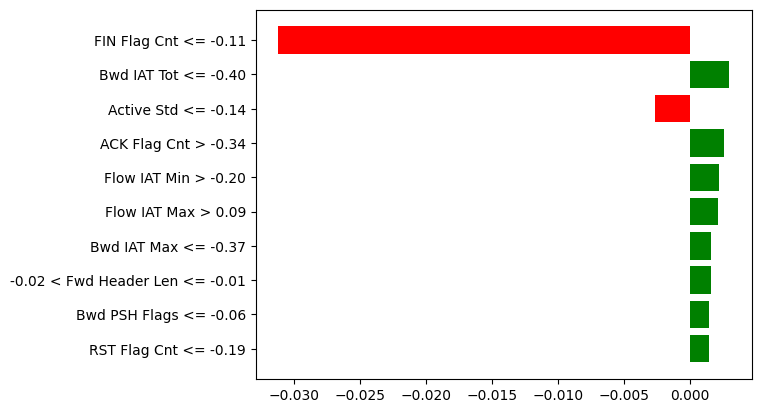 FIN Flag Cnt <= -0.11
Bwd IAT Tot <= -0.40
Active Std <= -0.14
ACK Flag Cnt > -0.34
Flow IAT Min > -0.20
Flow IAT Max > 0.09
Bwd IAT Max <= -0.37
-0.02 < Fwd Header Len <= -0.01
Bwd PSH Flags <= -0.06
RST Flag Cnt <= -0.19
−0.030 −0.025 −0.020 −0.015 −0.010 −0.005 0.000